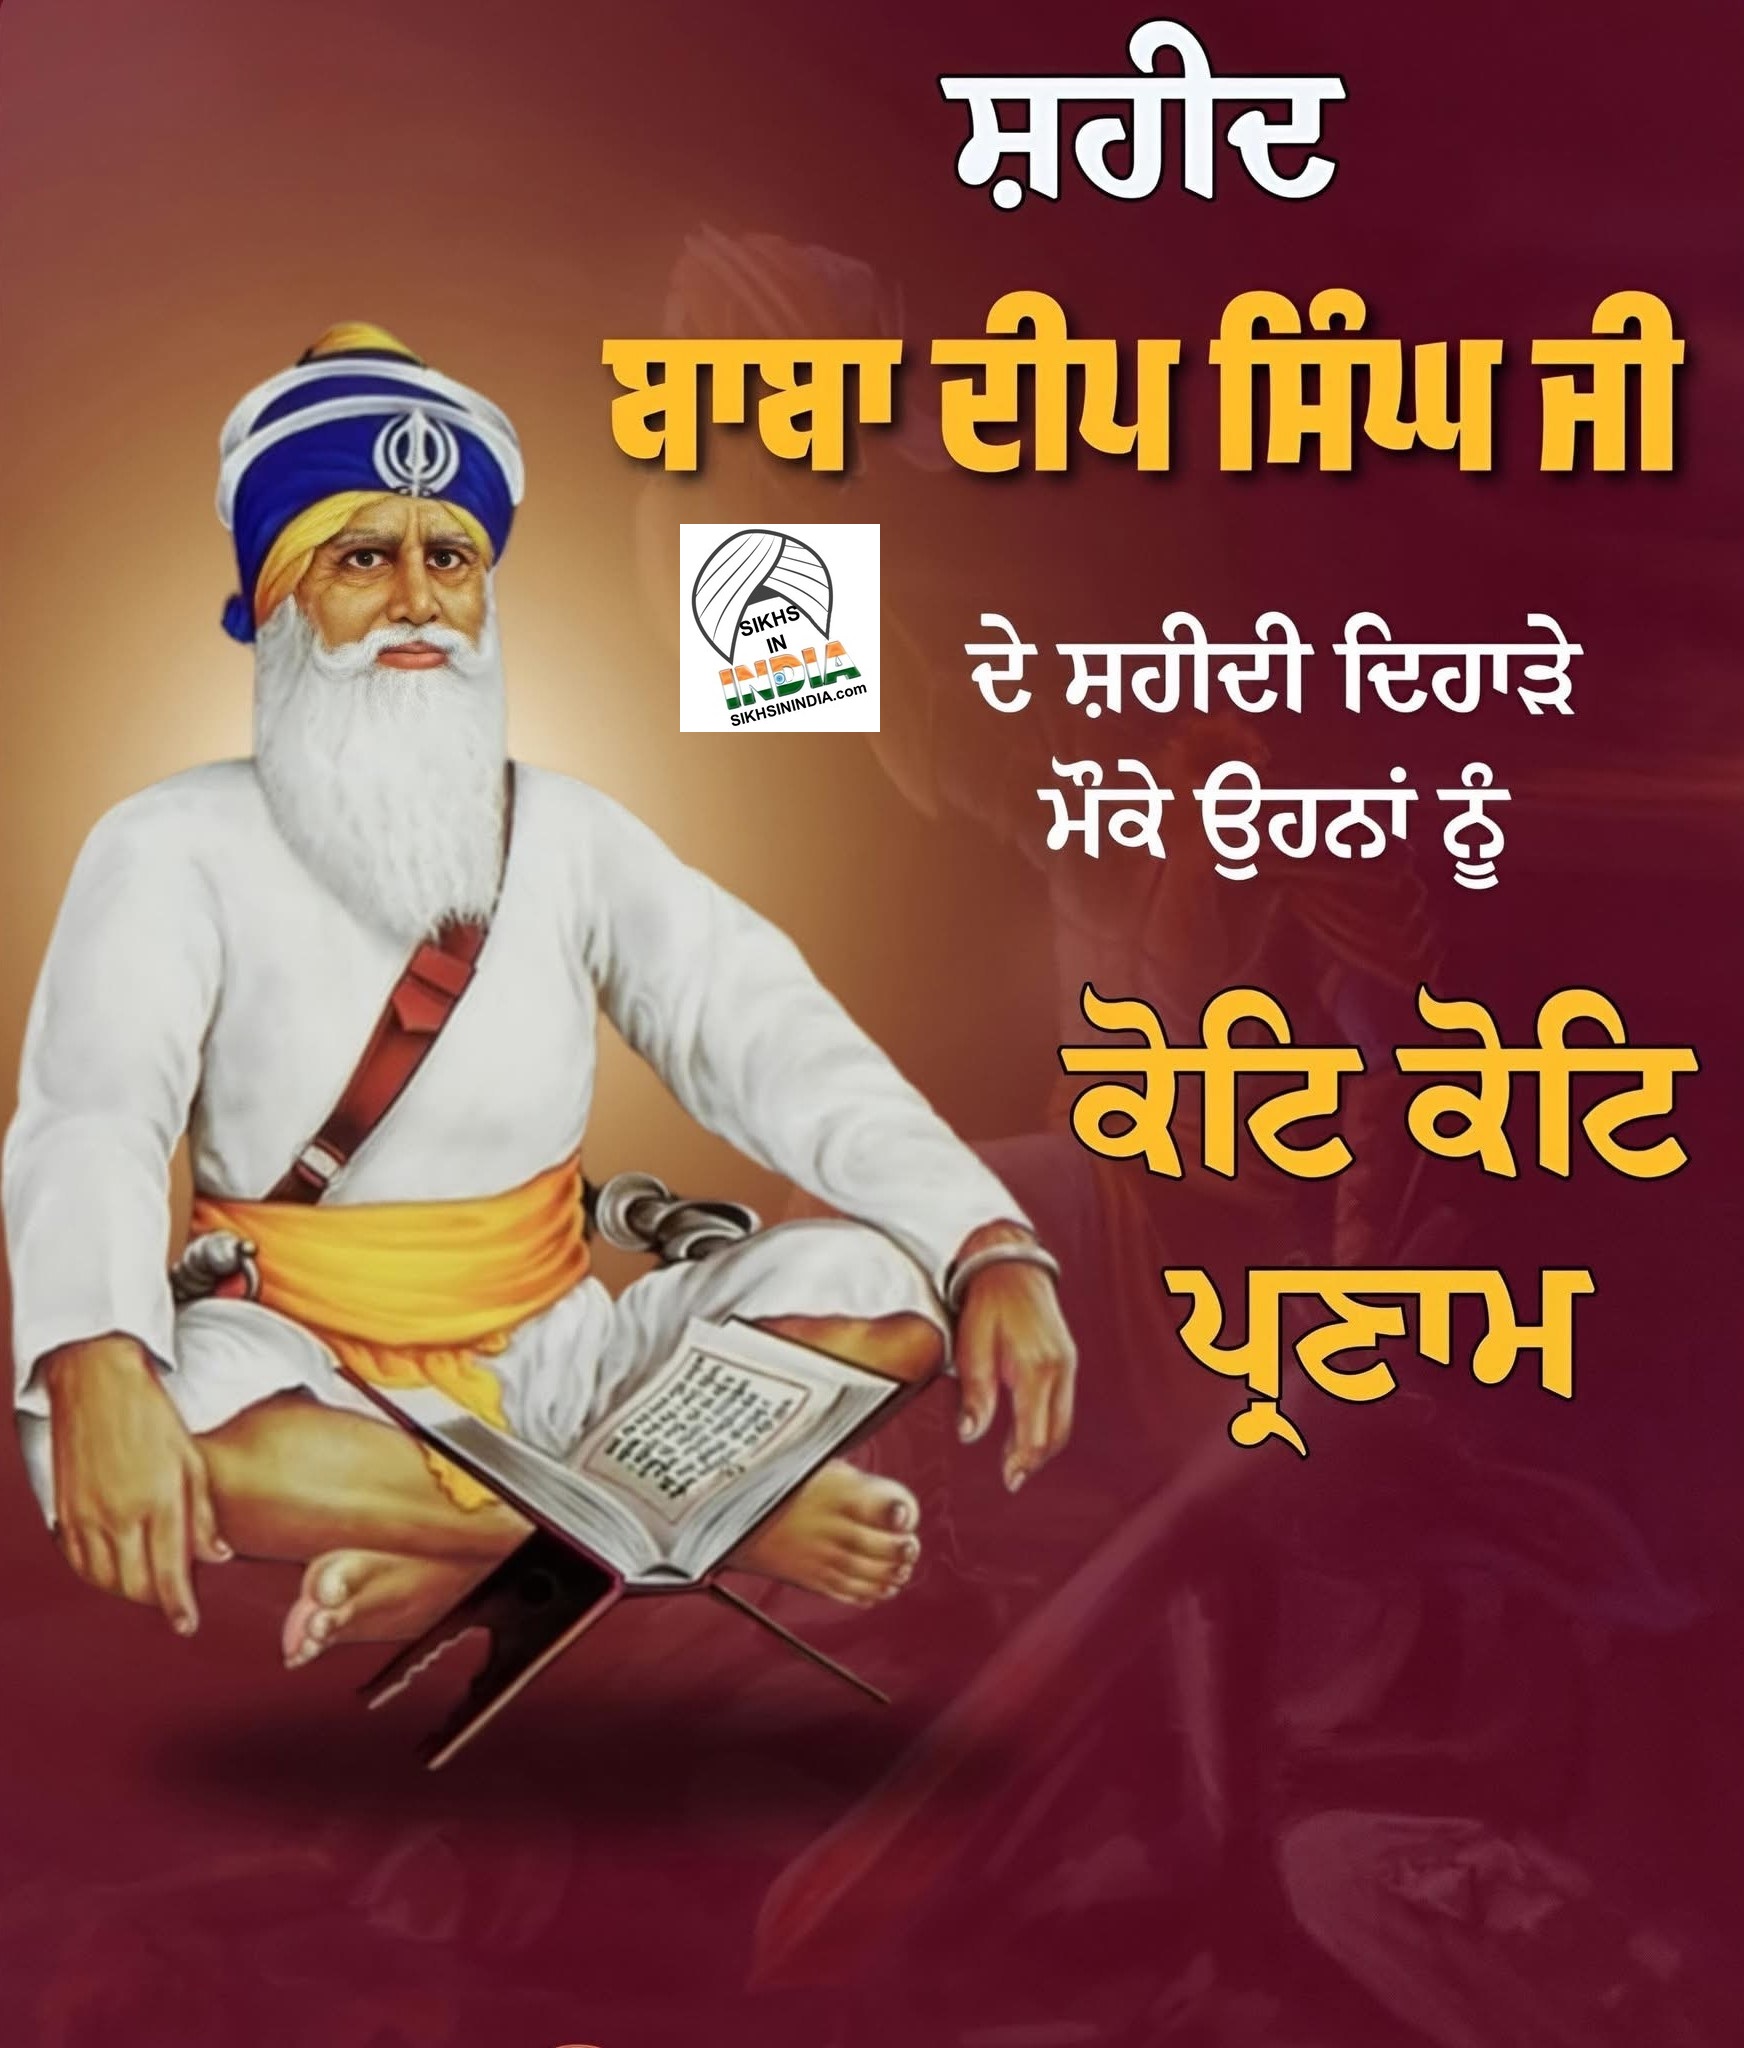 ਸ਼ਹੀਦ
ਬਾਬਾ ਦੀਪ ਸਿੰਘ ਜੀ
SIKHS
IN
INDIA
SIKHSININDIA.com
ਦੇ ਸ਼ਹੀਦੀ ਦਿਹਾੜੇ
ਮੌਕੇ ਉਹਨਾਂ ਨੂੰ
ਕੋਟਿ ਕੋਟਿ
ਪ੍ਰਣਾਮ